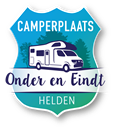 CAMPERPLAATS
Onder en Eindt
HELDEN